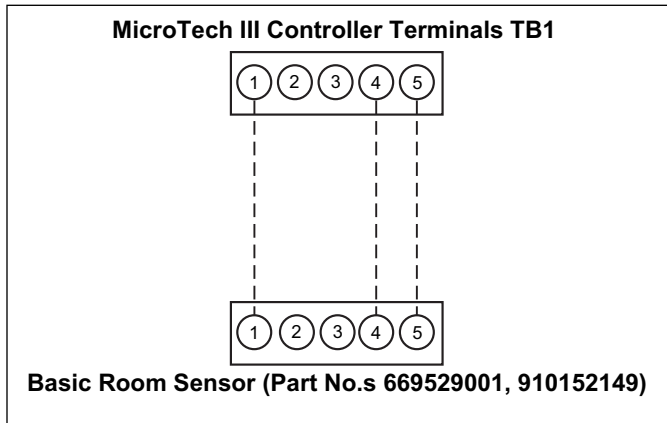 MicroTech III Controller Terminals TB1
1 2 3 4 5
1 2 3 4 5
Basic Room Sensor (Part No.s 669529001, 910152149)